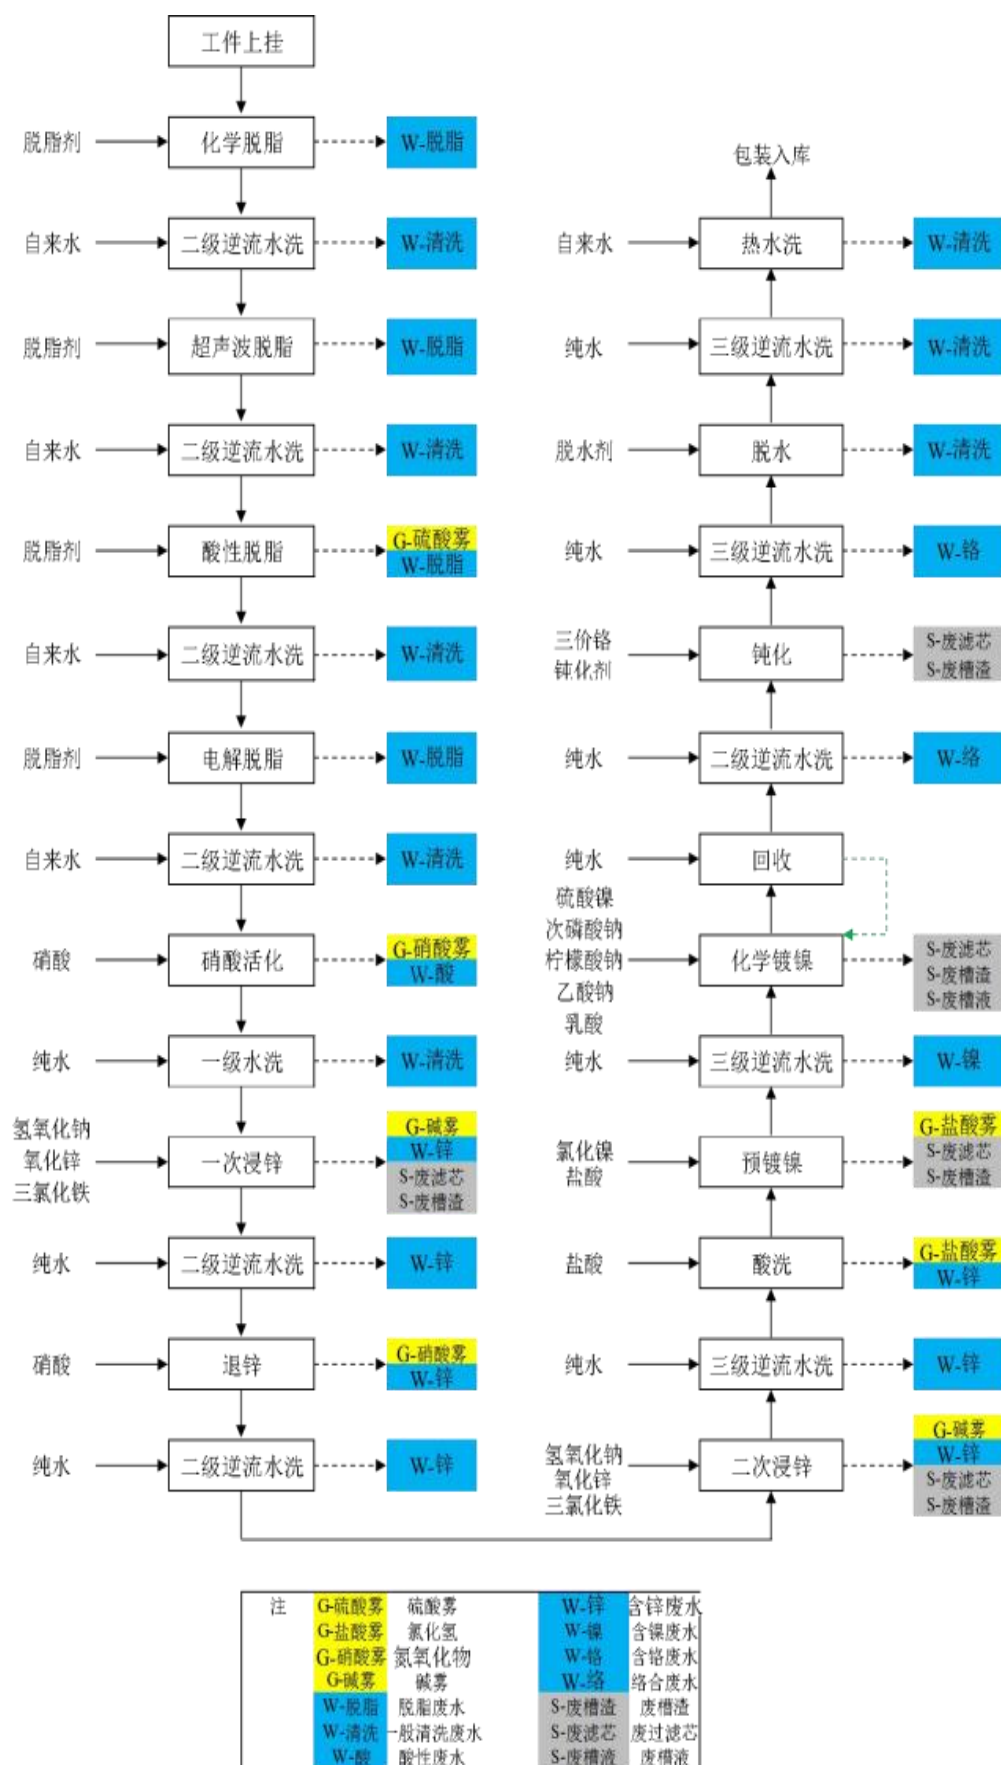 工件上挂
脱脂剂 化学脱脂 W-脱脂
自来水 二级逆流水洗 W-清洗
脱脂剂 超声波脱脂 W-脱脂
自来水 二级逆流水洗 W-清洗
脱脂剂 酸性脱脂 G-硫酸雾
W-脱脂
自来水 二级逆流水洗 W-清洗
脱脂剂 电解脱脂 W-脱脂
自来水 二级逆流水洗 W-清洗
硝酸 硝酸活化 G-硝酸雾
W-酸
纯水 一级水洗 W-清洗
氢氧化钠
氧化锌
三氯化铁
一次浸锌
G-碱雾
W-锌
S-废滤芯
S-废槽渣
纯水 二级逆流水洗 W-锌
硝酸 退锌 G-硝酸雾
W-锌
纯水 二级逆流水洗 W-锌
包装入库
自来水 热水洗 W-清洗
纯水 三级逆流水洗 W-清洗
脱水剂 脱水 W-清洗
纯水 三级逆流水洗 W-铬
三价铬
钝化剂
钝化
S-废滤芯
S-废槽渣
纯水 二级逆流水洗 W-络
纯水 回收
硫酸镍
次磷酸钠
柠檬酸钠
乙酸钠
乳酸
化学镀镍
S-废滤芯
S-废槽渣
S-废槽液
纯水 三级逆流水洗 W-镍
氯化镍
盐酸
预镀镍
G-盐酸雾
S-废滤芯
S-废槽渣
盐酸 酸洗 G-盐酸雾
W-锌
纯水 三级逆流水洗 W-锌
氢氧化钠
氧化锌
三氯化铁
二次浸锌
G-碱雾
W-锌
S-废滤芯
S-废槽渣
注 G-硫酸雾 硫酸雾 W-锌 含锌废水
G-盐酸雾 氯化氢 W-镍 含镍废水
G-硝酸雾 氮氧化物 W-铬 含铬废水
G-碱雾 碱雾 W-络 络合废水
W-脱脂 脱脂废水 S-废槽渣 废槽渣
W-清洗 一般清洗废水 S-废滤芯 废过滤芯
W-酸 酸性废水 S-废槽液 废槽液